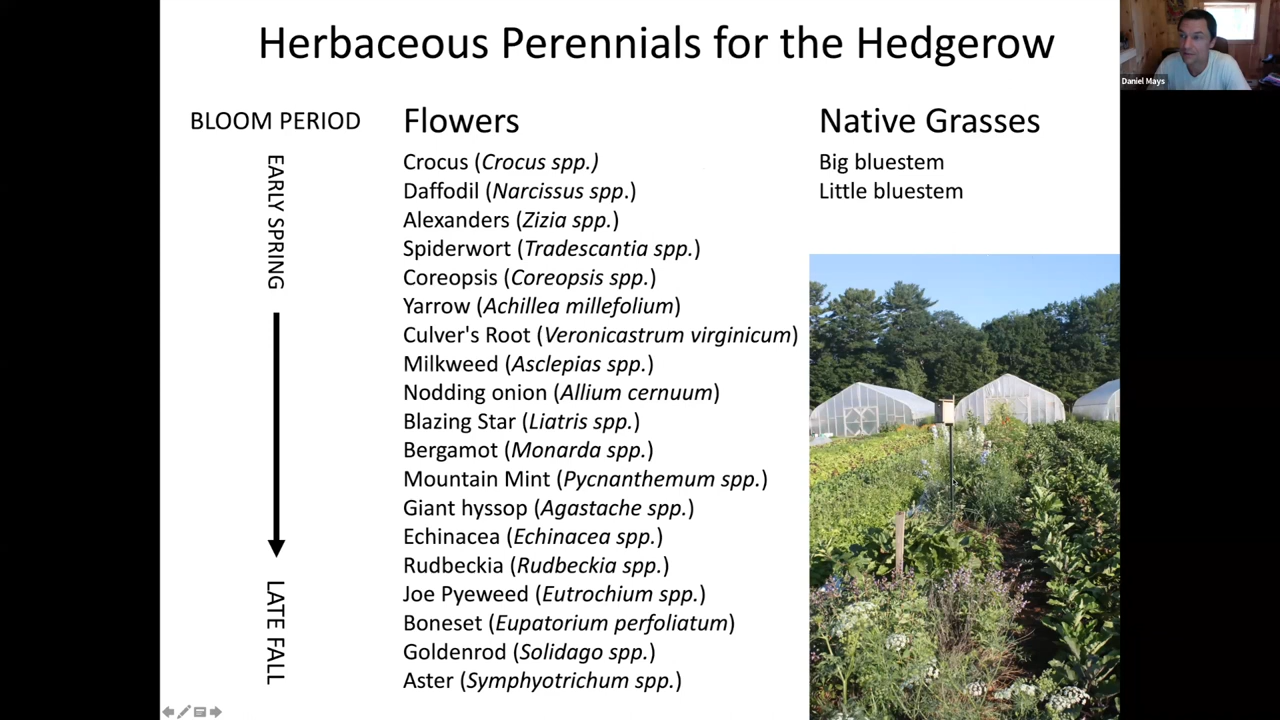 Herbaceous Perennials for the Hedgerow
Daniel Mays
BLOOM PERIOD
EARLY SPRING
LATE FALL
Flowers
Crocus (Crocus spp.)
Daffodil (Narcissus spp.)
Alexanders (Zizia spp.)
Spiderwort (Tradescantia spp.)
Coreopsis (Coreopsis spp.)
Yarrow (Achillea millefolium)
Culver's Root (Veronicastrum virginicum)
Milkweed (Asclepias spp.)
Nodding onion (Allium cernuum)
Blazing Star (Liatris spp.)
Bergamot (Monarda spp.)
Mountain Mint (Pycnanthemum spp.)
Giant hyssop (Agastache spp.)
Echinacea (Echinacea spp.)
Rudbeckia (Rudbeckia spp.)
Joe Pyeweed (Eutrochium spp.)
Boneset (Eupatorium perfoliatum)
Goldenrod (Solidago spp.)
Aster (Symphyotrichum spp.)
Native Grasses
Big bluestem
Little bluestem